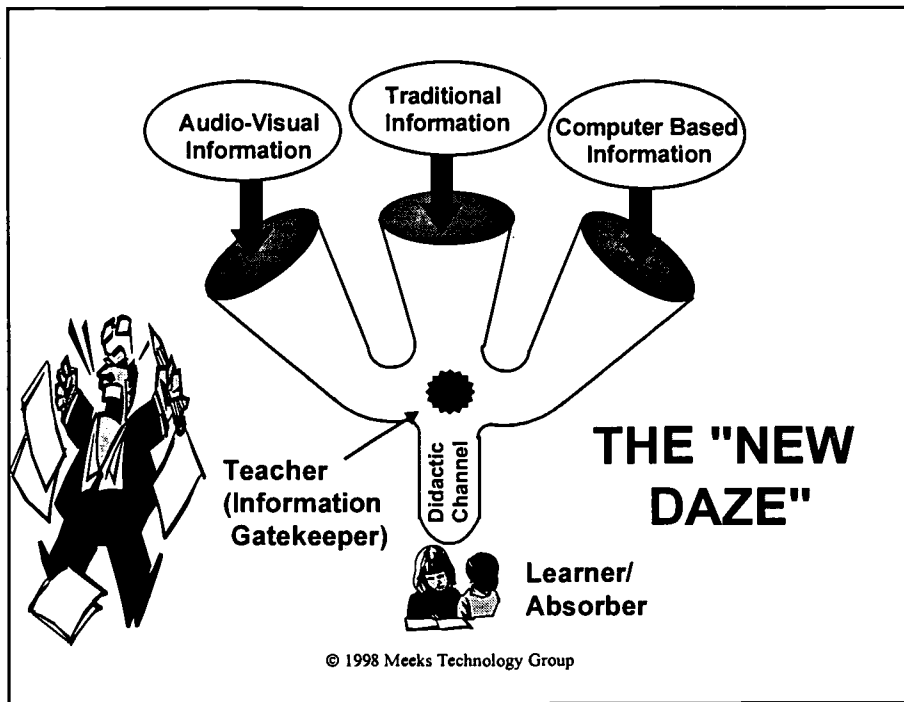 Audio-Visual
Information
Traditional
Information
Computer Based
Information
Teacher
(Information
Gatekeeper)
Didactic
Channel
THE "NEW
DAZE"
Learner/
Absorber
© 1998 Meeks Technology Group